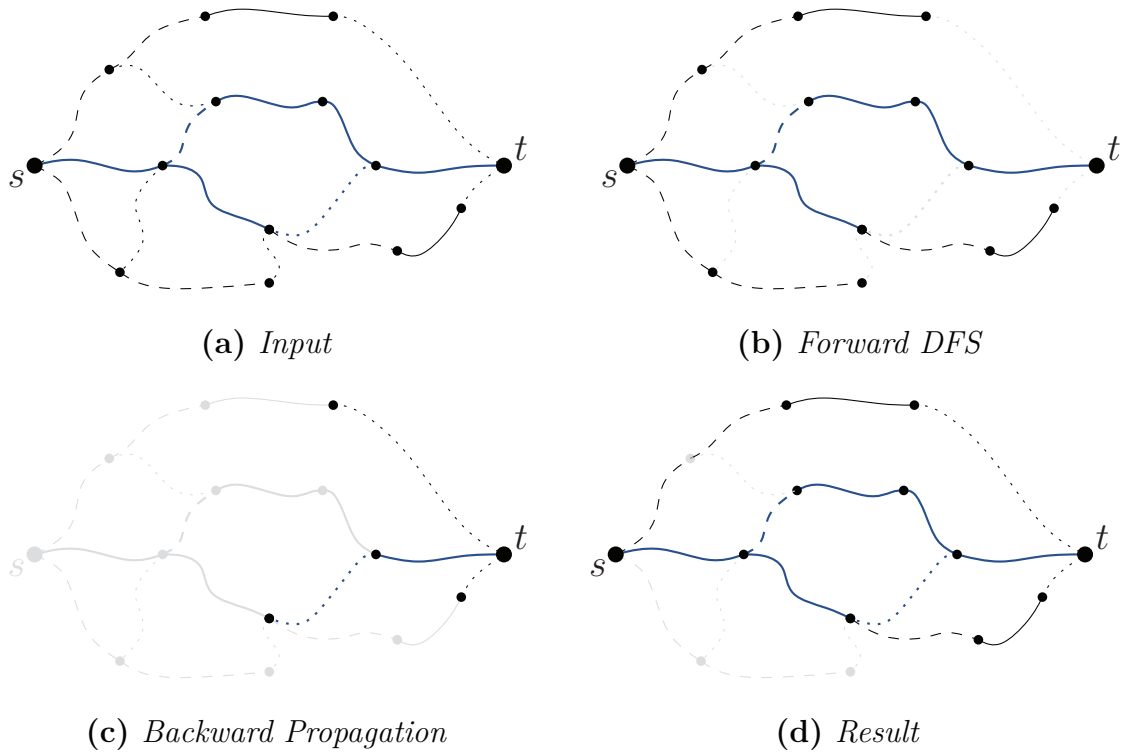 s t
s t
(a) Input
(b) Forward DFS
s t
s t
(c) Backward Propagation
(d) Result